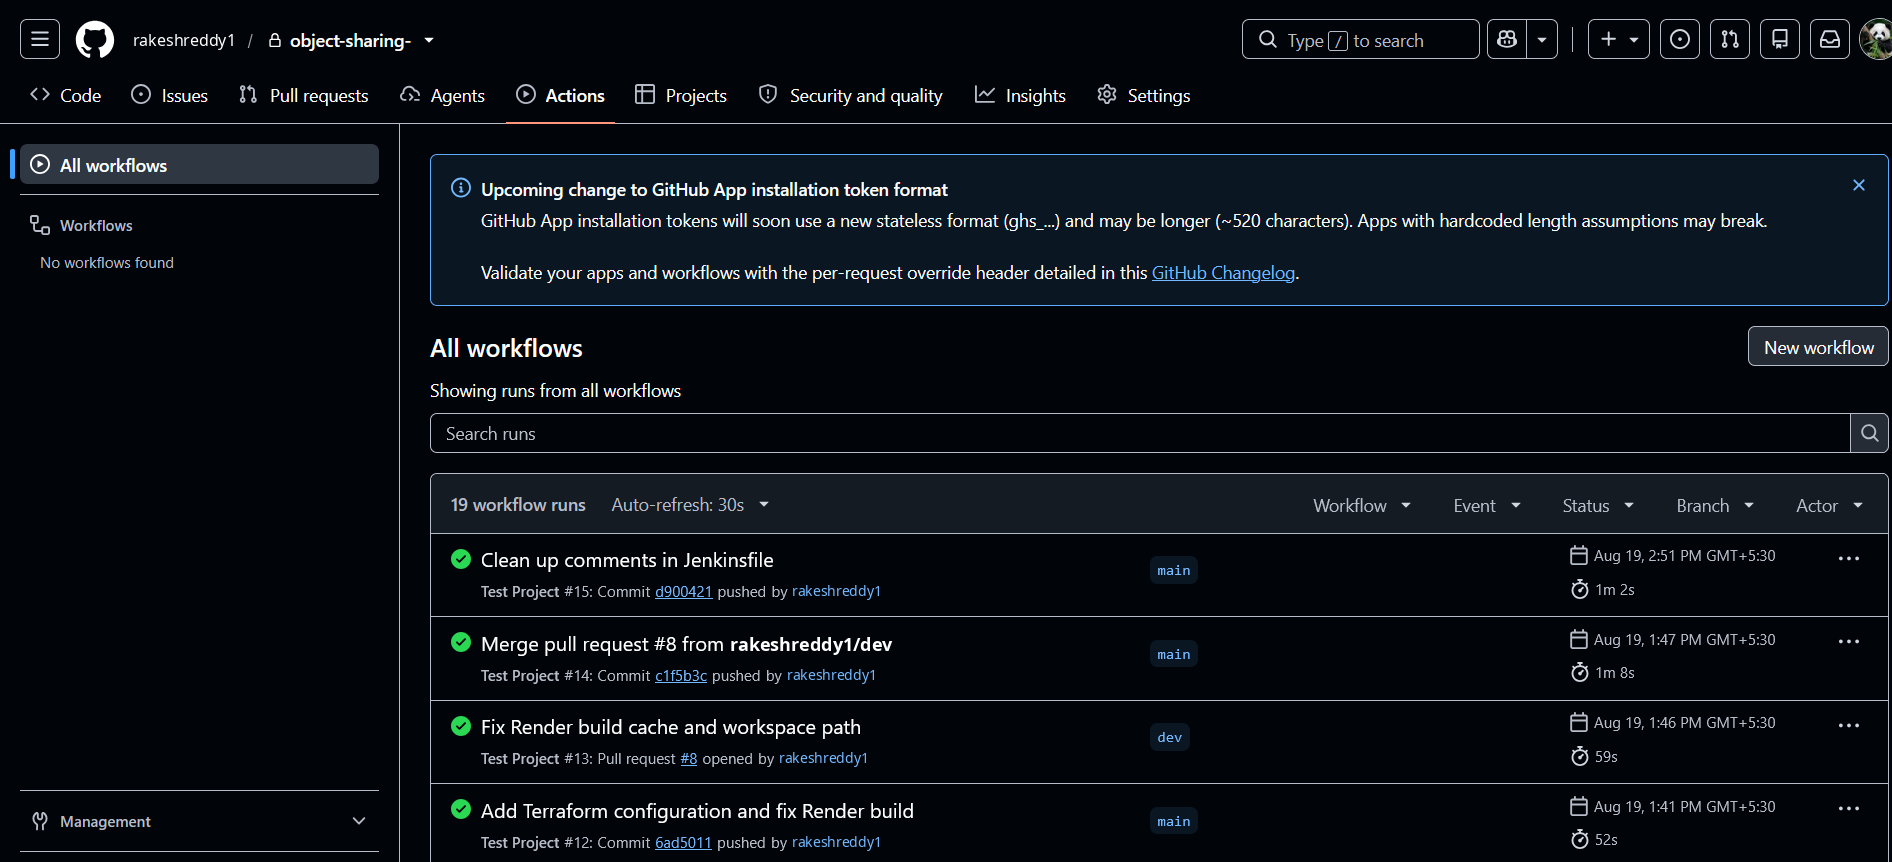 rakeshreddy1 / object-sharing-
Type / to search
Code Issues Pull requests Agents Actions Projects Security and quality Insights Settings
All workflows
Workflows
No workflows found
Management
Upcoming change to GitHub App installation token format
GitHub App installation tokens will soon use a new stateless format (ghs_...) and may be longer (~520 characters). Apps with hardcoded length assumptions may break.
Validate your apps and workflows with the per-request override header detailed in this GitHub Changelog.
All workflows
New workflow
Showing runs from all workflows
Search runs
19 workflow runs Auto-refresh: 30s Workflow Event Status Branch Actor
Clean up comments in Jenkinsfile
Test Project #15: Commit d900421 pushed by rakeshreddy1
main
Aug 19, 2:51 PM GMT+5:30
1m 2s
Merge pull request #8 from rakeshreddy1/dev
Test Project #14: Commit c1f5b3c pushed by rakeshreddy1
main
Aug 19, 1:47 PM GMT+5:30
1m 8s
Fix Render build cache and workspace path
Test Project #13: Pull request #8 opened by rakeshreddy1
dev
Aug 19, 1:46 PM GMT+5:30
59s
Add Terraform configuration and fix Render build
Test Project #12: Commit 6ad5011 pushed by rakeshreddy1
main
Aug 19, 1:41 PM GMT+5:30
52s